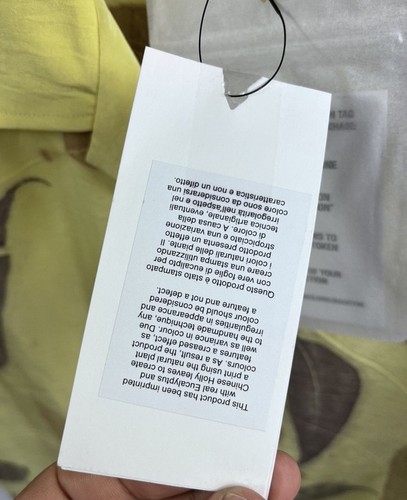 This product has been imprinted
with real Eucalyptus and
Chinese Holly leaves to create
a print using the natural plant
colours. As a result, the product
features a creased effect, as
well as variance in colour. Due
to the handmade technique, any
irregularities in appearance and
colour should be considered
a feature and not a defect.
Questo prodotto è stato stampato
con vere foglie di eucalipto per
creare una stampa utilizzando
i colori naturali delle piante. Il
prodotto presenta un effetto
stropicciato e una variazione
di colore. A causa della
tecnica artigianale, eventuali
irregolarità nell'aspetto e nel
colore sono da considerarsi una
caratteristica e non un difetto.
TAG